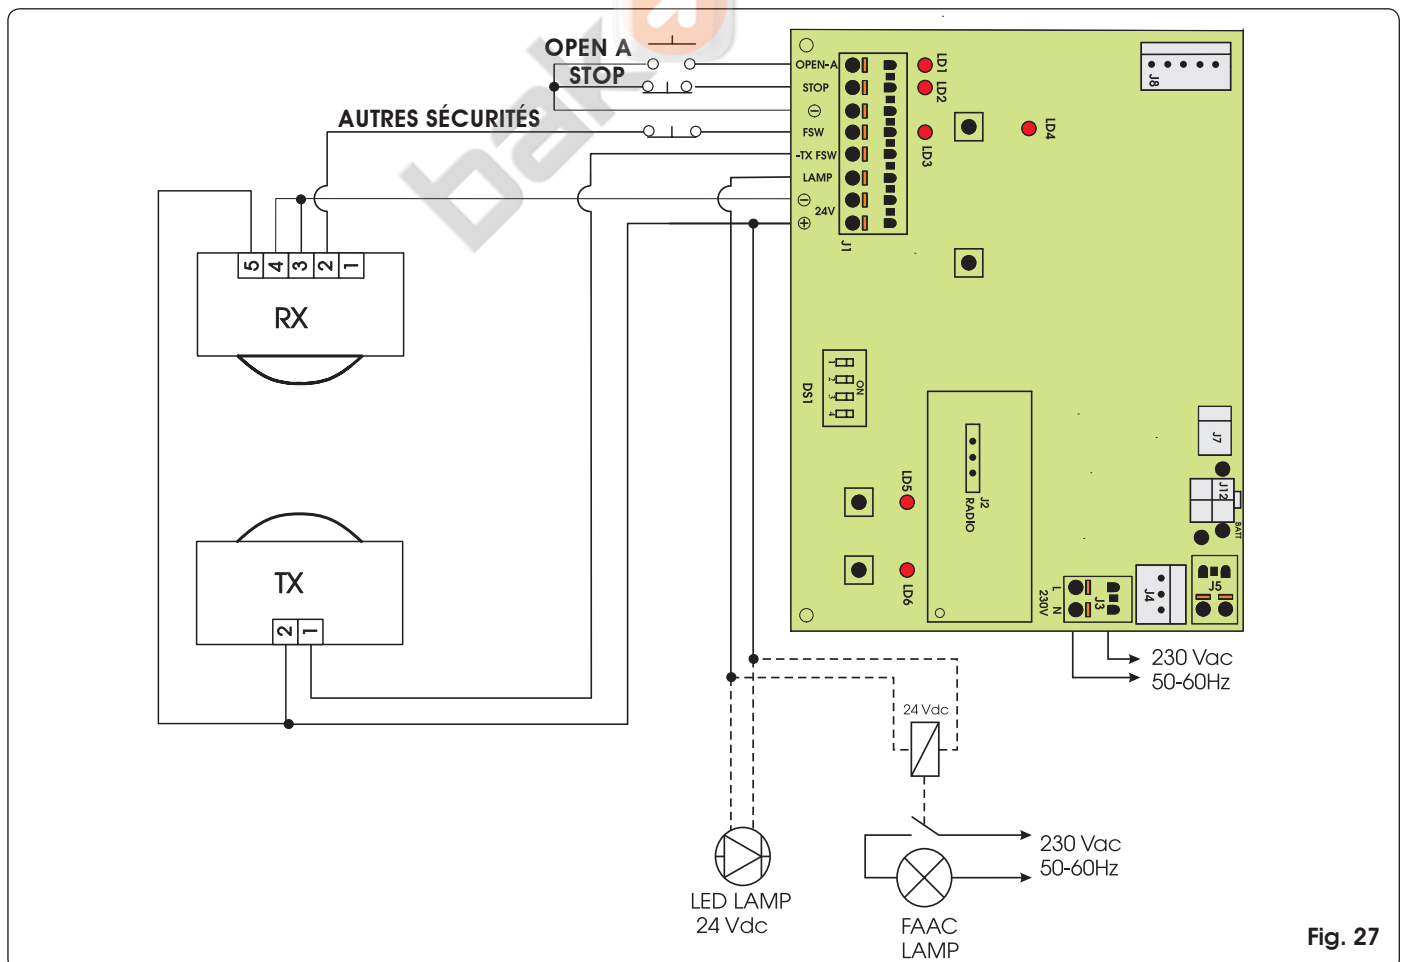 OPEN A
STOP
AUTRES SÉCURITÉS
bak
OPEN-A
STOP
FSW
-TX FSW
LAMP
24V
J1
LD1
LD2
LD3
LD4
J8
5 4 3 2 1
RX
TX
2 1
DS1
ON
1
2
3
4
LD5
LD6
J2
RADIO
J7
J12
BATT
L
N
230V
J3
J4
J5
230 Vac
50-60Hz
24 Vdc
230 Vac
50-60Hz
LED LAMP
24 Vdc
FAAC
LAMP
Fig. 27